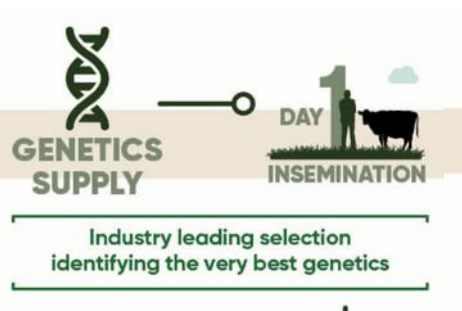 GENETICS
SUPPLY
DAY 1
INSEMINATION
Industry leading selection
identifying the very best genetics